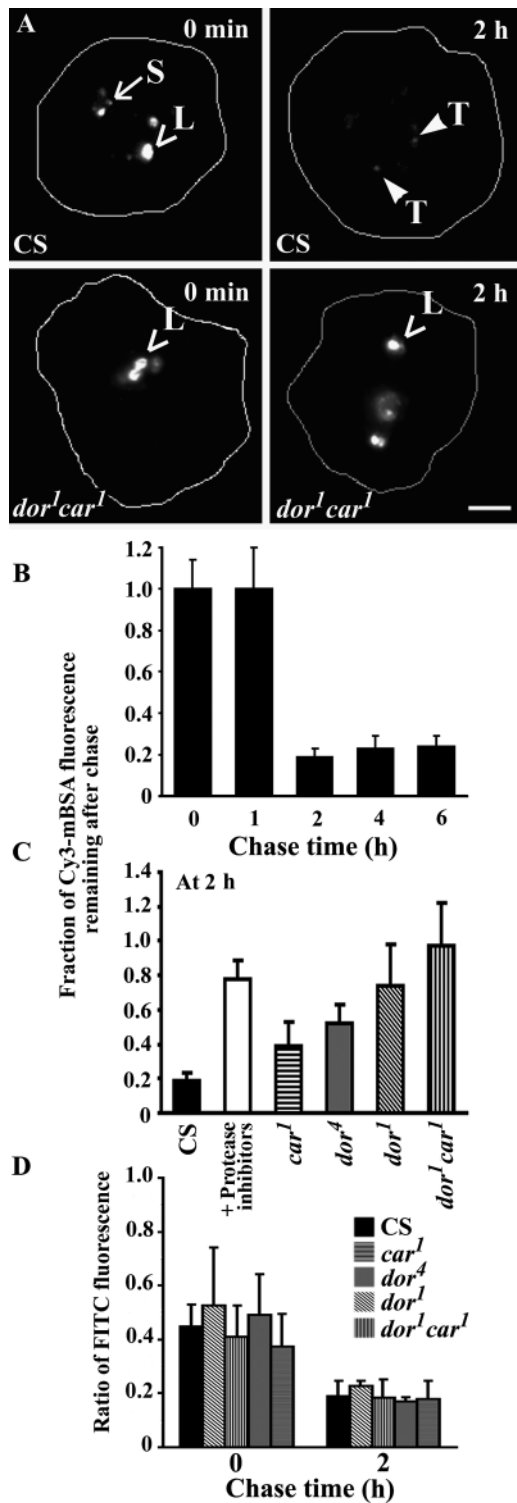 A
0 min
S
L
CS
2 h
T
T
CS
0 min
L
dor¹car¹
2 h
L
dor¹car¹
Fraction of Cy3-mBSA fluorescence
remaining after chase
B
1.2
1.0
0.8
0.6
0.4
0.2
0
0 1 2 4 6
Chase time (h)
C
At 2 h
1.4
1.2
1.0
0.8
0.6
0.4
0.2
0
CS
+ Protease
inhibitors
car¹
dor⁴
dor¹
dor¹ car¹
D
Ratio of FITC fluorescence
1.0
0.8
0.6
0.4
0.2
0
CS
car¹
dor⁴
dor¹
dor¹car¹
0 2
Chase time (h)